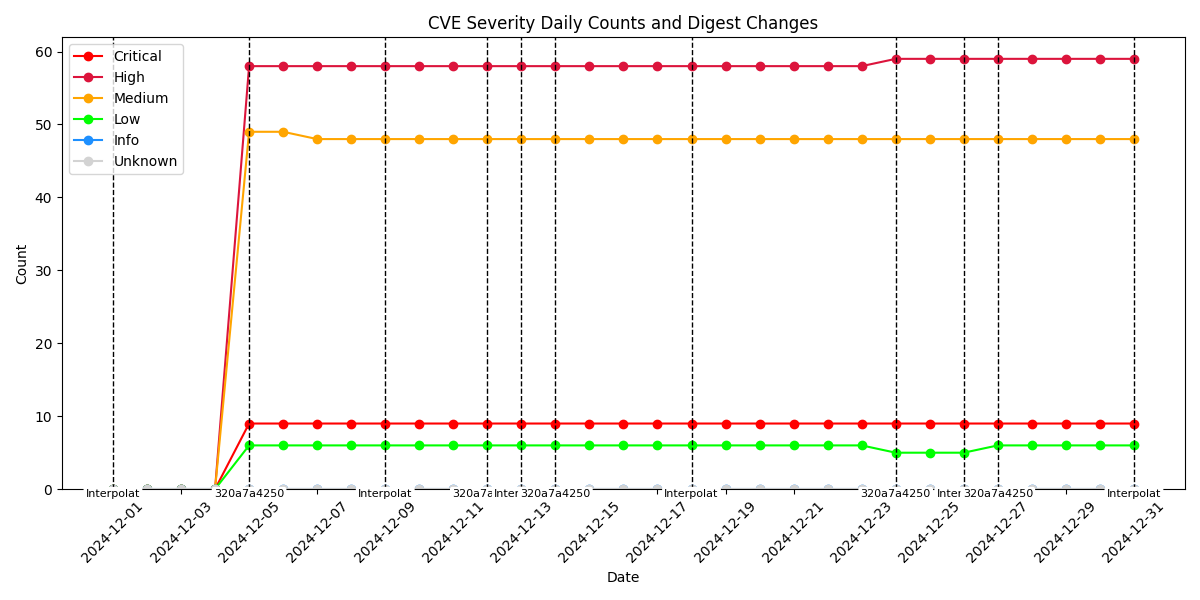 CVE Severity Daily Counts and Digest Changes
Critical
High
Medium
Low
Info
Unknown
60
50
40
30
20
10
0
Count
Interpolat
320a7a4250
Interpolat
320a7a4250
Interpolat
320a7a4250
Interpolat
2024-12-01
2024-12-03
2024-12-05
2024-12-07
2024-12-09
2024-12-11
2024-12-13
2024-12-15
2024-12-17
2024-12-19
2024-12-21
2024-12-23
2024-12-25
2024-12-27
2024-12-29
2024-12-31
Date
320a7a4250
320a7a4250